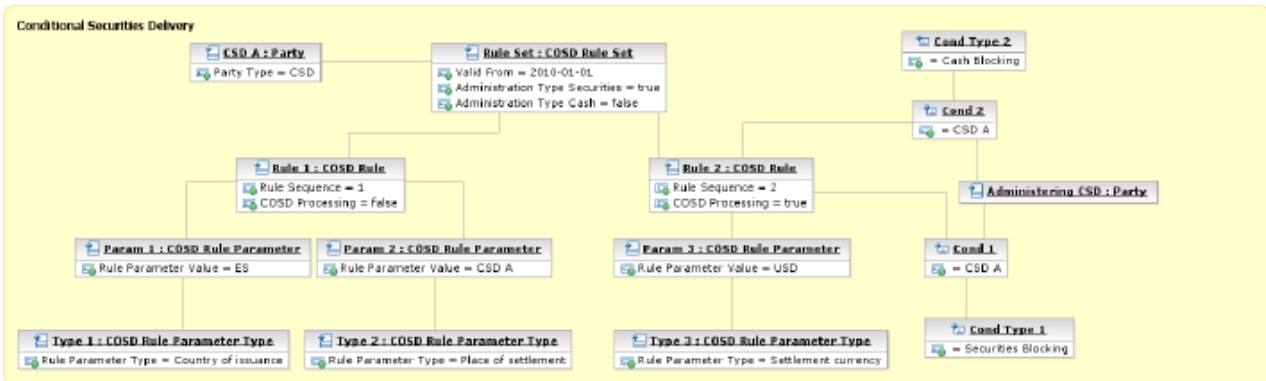 Conditional Securities Delivery
CSD A : Party
Party Type = CSD
Rule Set : COSD Rule Set
Valid From = 2010-01-01
Administration Type Securities = true
Administration Type Cash = false
Cond Type 2
= Cash Blocking
Cond 2
= CSD A
Rule 1 : COSD Rule
Rule Sequence = 1
COSD Processing = false
Rule 2 : COSD Rule
Rule Sequence = 2
COSD Processing = true
Administering CSD : Party
Param 1 : COSD Rule Parameter
Rule Parameter Value = ES
Param 2 : COSD Rule Parameter
Rule Parameter Value = CSD A
Param 3 : COSD Rule Parameter
Rule Parameter Value = USD
Cond 1
= CSD A
Type 1 : COSD Rule Parameter Type
Rule Parameter Type = Country of issuance
Type 2 : COSD Rule Parameter Type
Rule Parameter Type = Place of settlement
Type 3 : COSD Rule Parameter Type
Rule Parameter Type = Settlement currency
Cond Type 1
= Securities Blocking